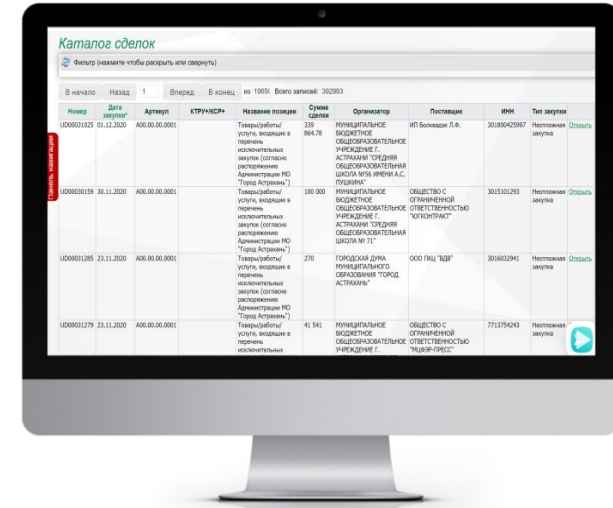 Каталог сделок
Фильтр (нажмите чтобы раскрыть или свернуть)
В начало Назад 1 Вперед В конец из 19650 Всего записей: 392993
Номер Дата закупки* Артикул КТРУ+/КСР+ Название позиции Сумма сделки Организатор Поставщик ИНН Тип закупки
UD00031025 01.12.2020 A00.00.00.0001 Товары/работы/ 339 МУНИЦИПАЛЬНОЕ ИП Болквадзе Л.Ф. 301800425997 Неотложная Открыть
услуги, входящие в 864.78 БЮДЖЕТНОЕ закупка
перечень ОБЩЕОБРАЗОВАТЕЛЬНОЕ
исключительных УЧРЕЖДЕНИЕ Г.
закупок (согласно АСТРАХАНИ "СРЕДНЯЯ
распоряжению ОБЩЕОБРАЗОВАТЕЛЬНАЯ
Администрации МО ШКОЛА №56 ИМЕНИ А.С.
"Город Астрахань") ПУШКИНА"
UD00030159 30.11.2020 A00.00.00.0001 Товары/работы/ 100 000 МУНИЦИПАЛЬНОЕ ОБЩЕСТВО С 3015101293 Неотложная Открыть
услуги, входящие в БЮДЖЕТНОЕ ОГРАНИЧЕННОЙ закупка
перечень ОБЩЕОБРАЗОВАТЕЛЬНОЕ ОТВЕТСТВЕННОСТЬЮ
исключительных УЧРЕЖДЕНИЕ Г. "ЮГКОНТРАКТ"
закупок (согласно АСТРАХАНИ "СРЕДНЯЯ
распоряжению ОБЩЕОБРАЗОВАТЕЛЬНАЯ
Администрации МО ШКОЛА № 71"
"Город Астрахань")
UD00031285 23.11.2020 A00.00.00.0001 Товары/работы/ 270 ГОРОДСКАЯ ДУМА ООО ПКЦ "ВДВ" 3016032941 Неотложная Открыть
услуги, входящие в МУНИЦИПАЛЬНОГО закупка
перечень ОБРАЗОВАНИЯ "ГОРОД
исключительных АСТРАХАНЬ"
закупок (согласно
распоряжению
Администрации МО
"Город Астрахань")
UD00031279 23.11.2020 A00.00.00.0001 Товары/работы/ 41 541 МУНИЦИПАЛЬНОЕ ОБЩЕСТВО С 7713754243 Неотложная
услуги, входящие в БЮДЖЕТНОЕ ОГРАНИЧЕННОЙ закупка
перечень ОБЩЕОБРАЗОВАТЕЛЬНОЕ ОТВЕТСТВЕННОСТЬЮ
исключительных УЧРЕЖДЕНИЕ Г. "МЦФЭР-ПРЕСС"
Панель навигации